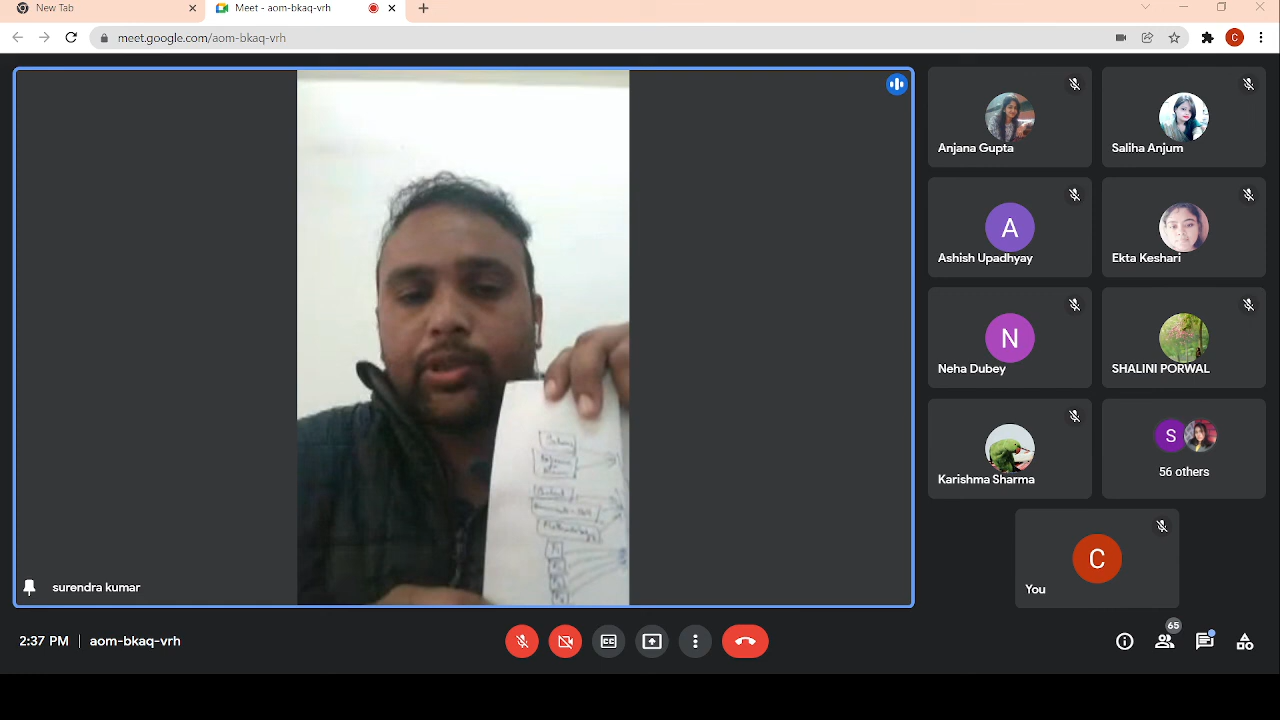 New Tab
Meet - aom-bkaq-vrh
meet.google.com/aom-bkaq-vrh
C
Anjana Gupta
Saliha Anjum
A
Ashish Upadhyay
Ekta Keshari
N
Neha Dubey
SHALINI PORWAL
Karishma Sharma
S
56 others
C
You
surendra kumar
2:37 PM
aom-bkaq-vrh
CC
65